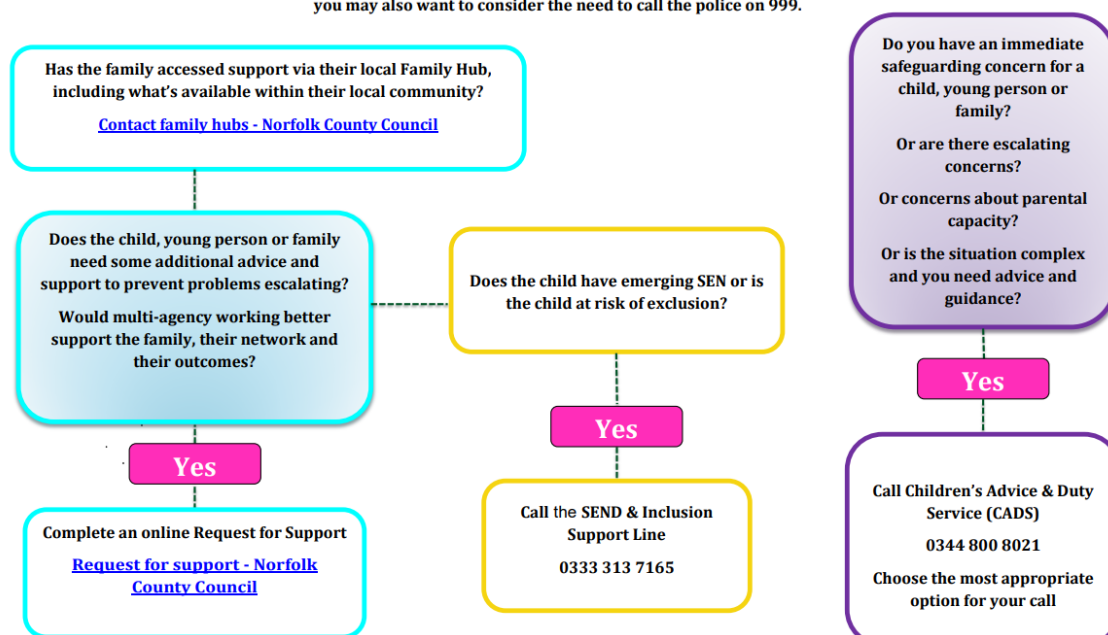 you may also want to consider the need to call the police on 999.
Has the family accessed support via their local Family Hub,
including what's available within their local community?
Contact family hubs - Norfolk County Council
Does the child, young person or family
need some additional advice and
support to prevent problems escalating?
Would multi-agency working better
support the family, their network and
their outcomes?
Yes
Complete an online Request for Support
Request for support - Norfolk
County Council
Does the child have emerging SEN or is
the child at risk of exclusion?
Yes
Call the SEND & Inclusion
Support Line
0333 313 7165
Do you have an immediate
safeguarding concern for a
child, young person or
family?
Or are there escalating
concerns?
Or concerns about parental
capacity?
Or is the situation complex
and you need advice and
guidance?
Yes
Call Children's Advice & Duty
Service (CADS)
0344 800 8021
Choose the most appropriate
option for your call